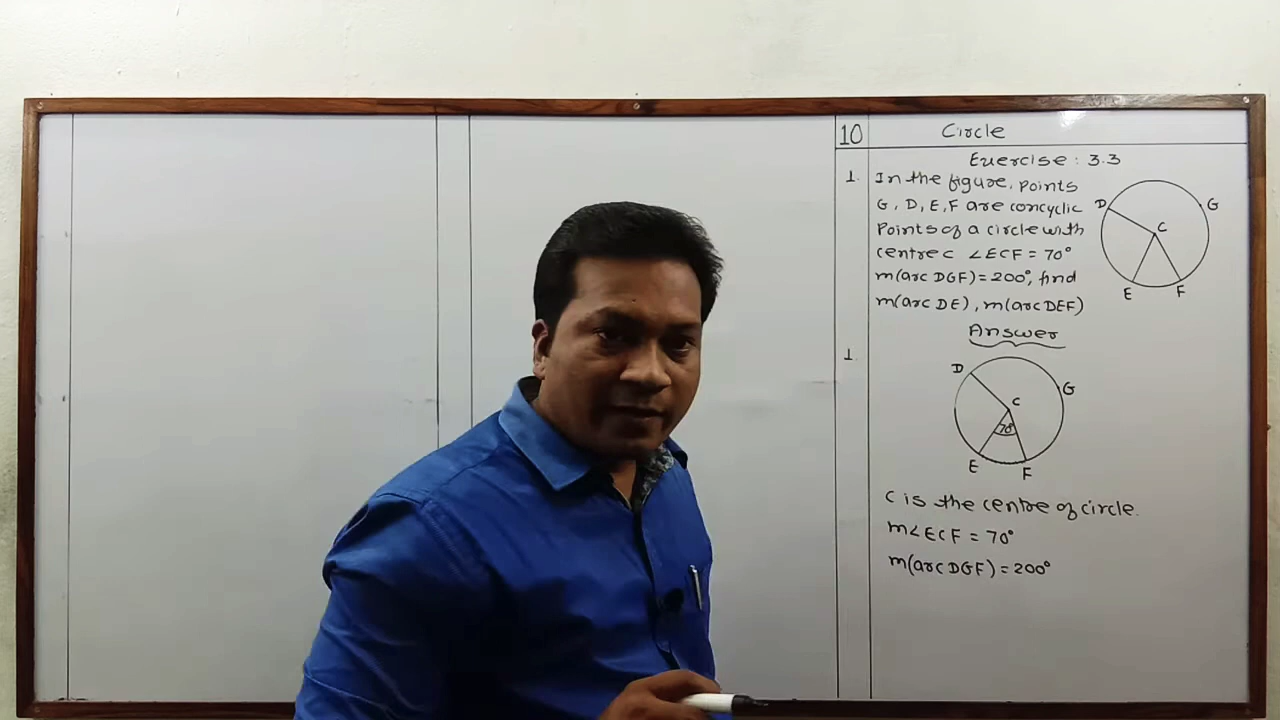 10 Circle
Exercise : 3.3
1. In the figure, points
G, D, E, F are concyclic
Points of a circle with
centre C ∠ECF = 70°
m(arc DGF) = 200°, find
m(arc DE), m(arc DEF)
D
G
C
E
F
Answer
1.
D
G
C
70°
E
F
C is the centre of circle.
m∠ECF = 70°
m(arc DGF) = 200°